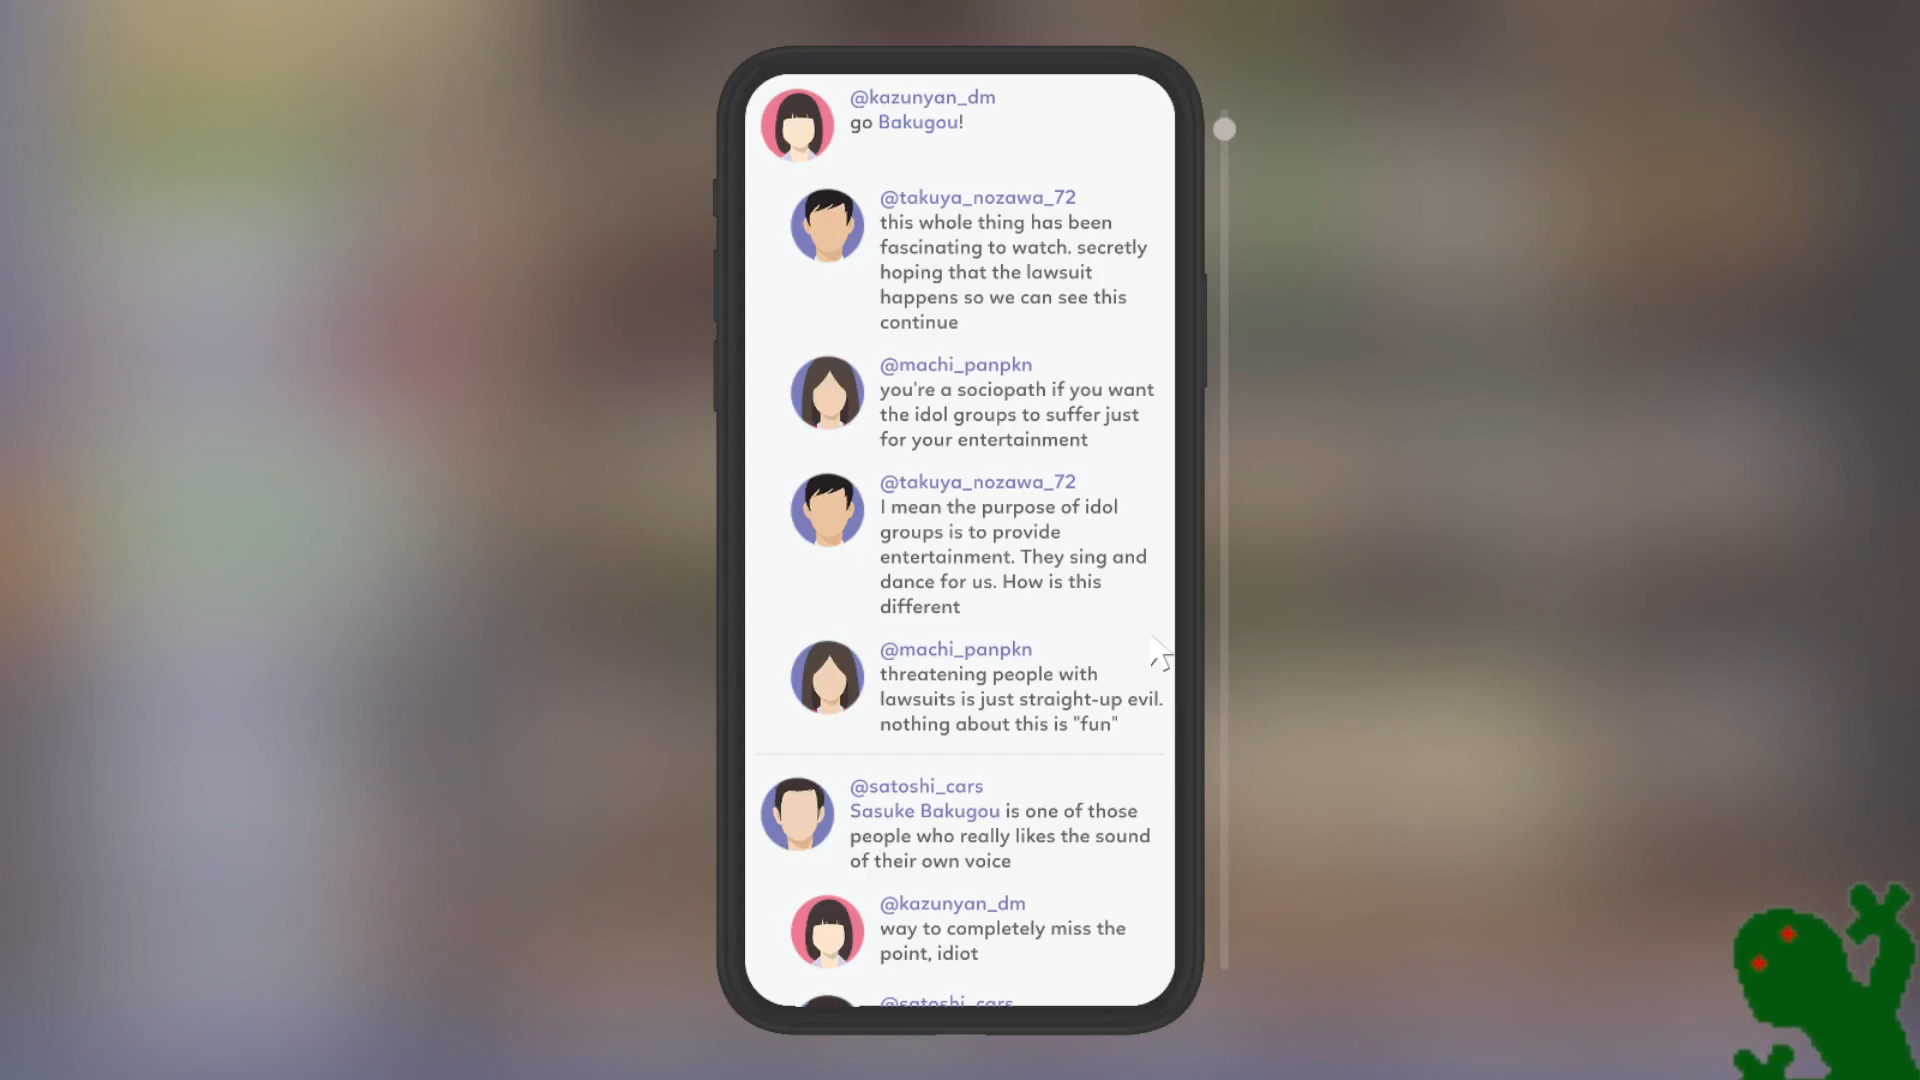 @kazunyan_dm
go Bakugou!
@takuya_nozawa_72
this whole thing has been
fascinating to watch. secretly
hoping that the lawsuit
happens so we can see this
continue
@machi_panpkn
you're a sociopath if you want
the idol groups to suffer just
for your entertainment
@takuya_nozawa_72
I mean the purpose of idol
groups is to provide
entertainment. They sing and
dance for us. How is this
different
@machi_panpkn
threatening people with
lawsuits is just straight-up evil.
nothing about this is "fun"
@satoshi_cars
Sasuke Bakugou is one of those
people who really likes the sound
of their own voice
@kazunyan_dm
way to completely miss the
point, idiot
@satoshi_cars